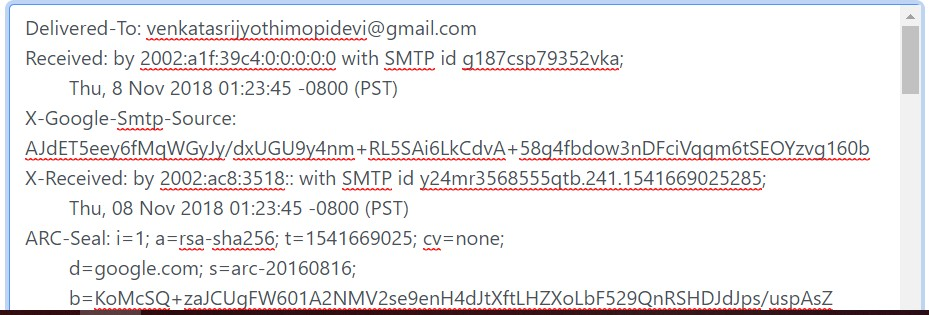 Delivered-To: venkatasrijyothimopidevi@gmail.com
Received: by 2002:a1f:39c4:0:0:0:0:0 with SMTP id g187csp79352vka;
Thu, 8 Nov 2018 01:23:45 -0800 (PST)
X-Google-Smtp-Source:
AJdET5eey6fMqWGyJy/dxUGU9y4nm+RL5SAi6LkCdvA+58g4fbdow3nDFciVqqm6tSEOYzvg160b
X-Received: by 2002:ac8:3518:: with SMTP id y24mr3568555qtb.241.1541669025285;
Thu, 08 Nov 2018 01:23:45 -0800 (PST)
ARC-Seal: i=1; a=rsa-sha256; t=1541669025; cv=none;
d=google.com; s=arc-20160816;
b=KoMcSQ+zaJCUgFW601A2NMV2se9enH4dJtXftLHZXoLbF529QnRSHDJdJps/uspAsZ